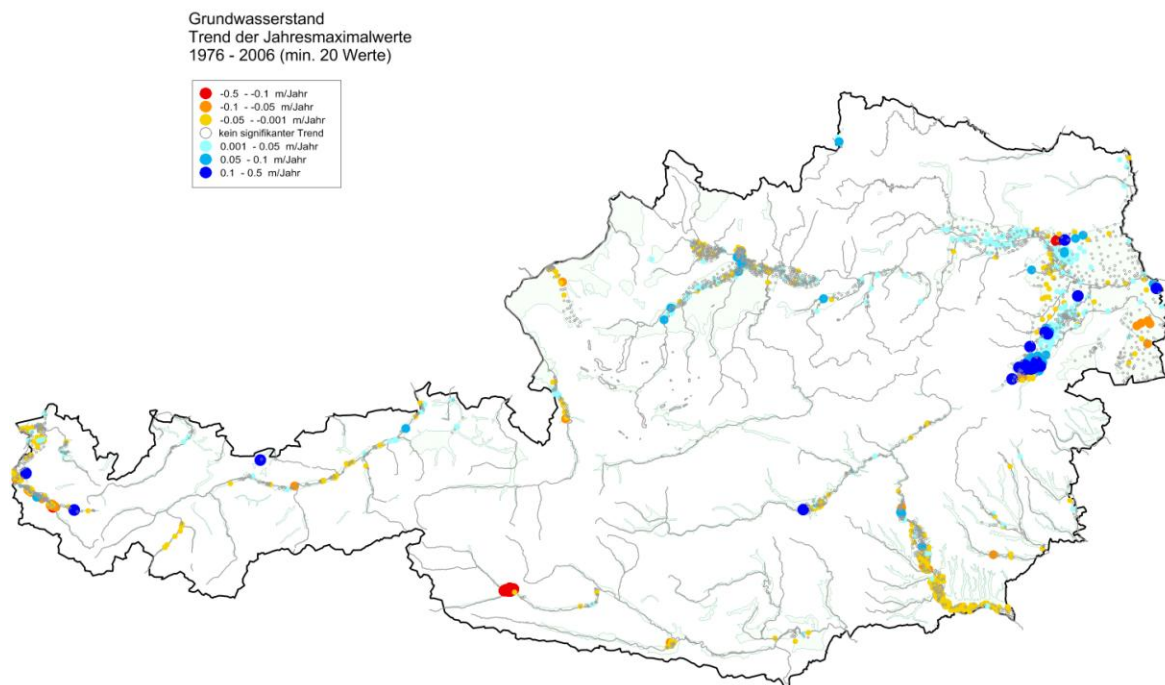 Grundwasserstand
Trend der Jahresmaximalwerte
1976 - 2006 (min. 20 Werte)
-0.5 - -0.1 m/Jahr
-0.1 - -0.05 m/Jahr
-0.05 - -0.001 m/Jahr
kein signifikanter Trend
0.001 - 0.05 m/Jahr
0.05 - 0.1 m/Jahr
0.1 - 0.5 m/Jahr